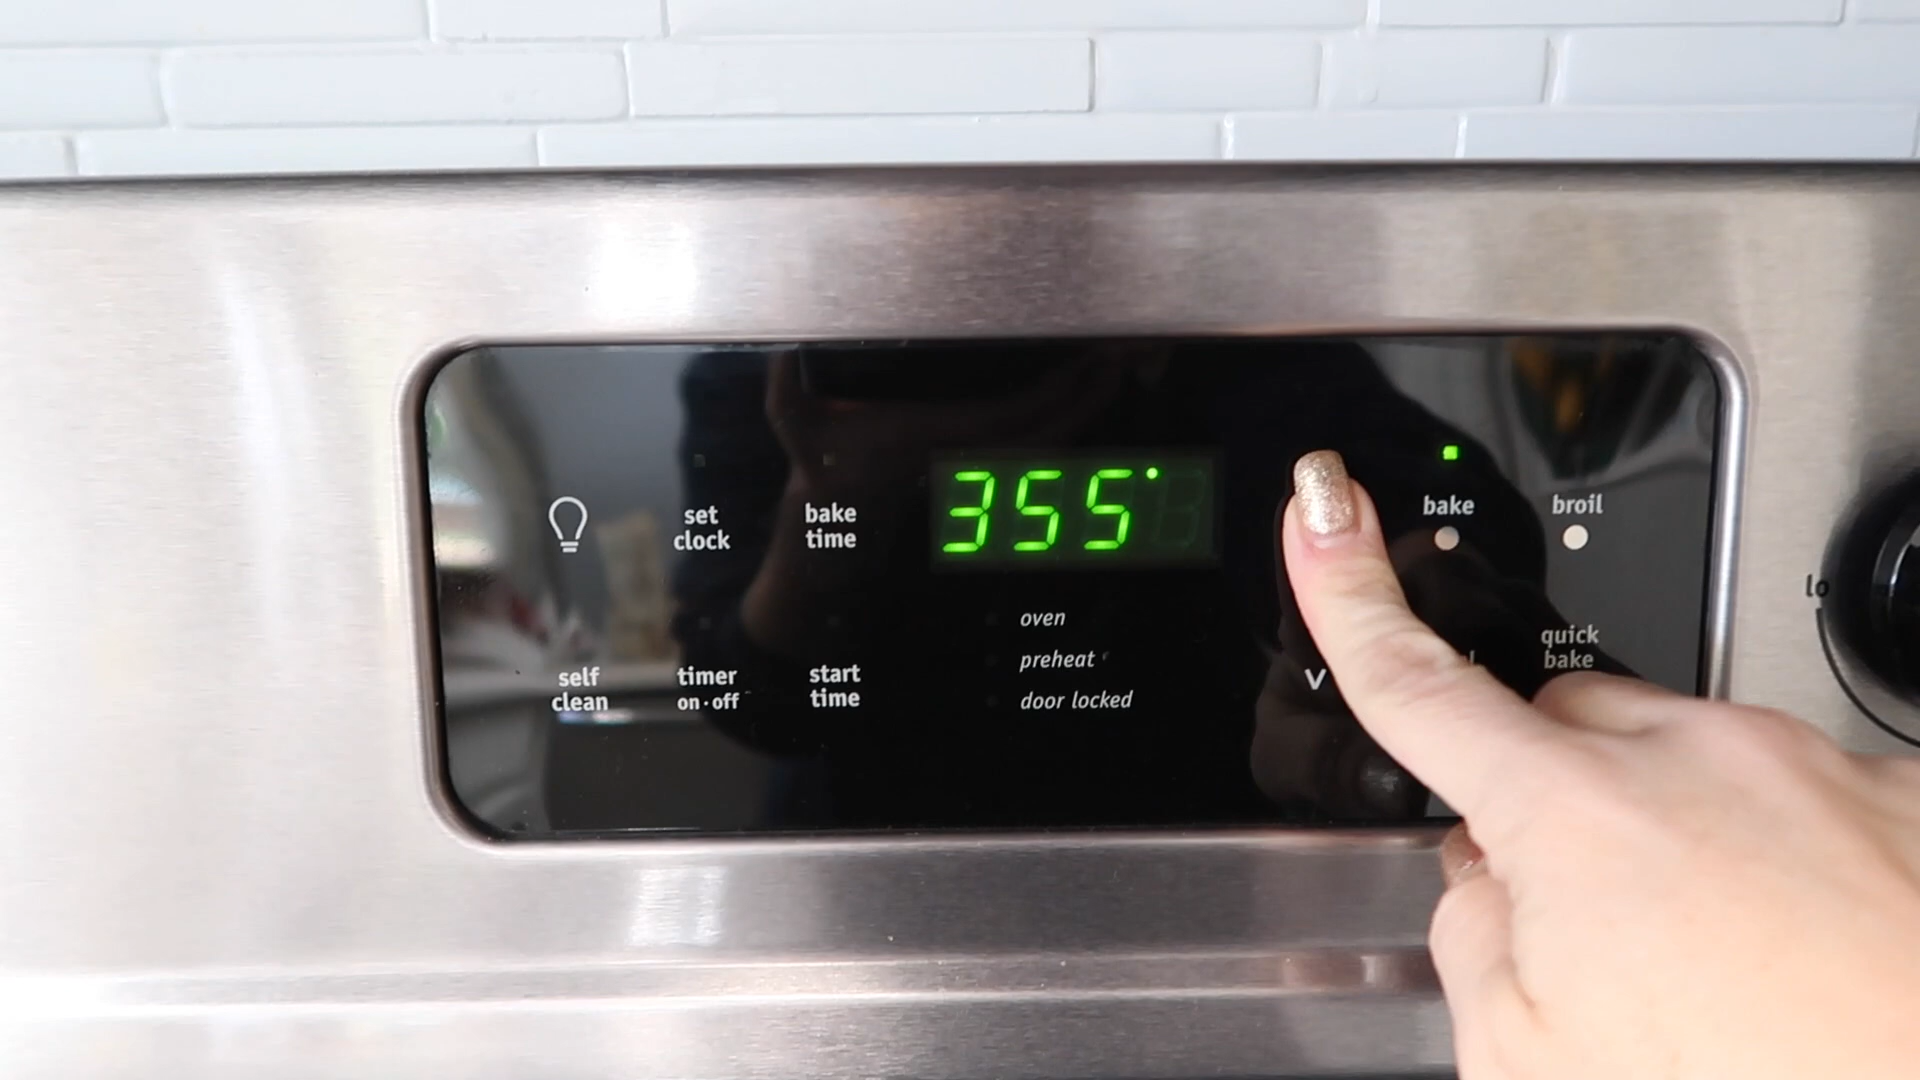 355°
set
clock
bake
time
bake
broil
oven
preheat
door locked
self
clean
timer
on·off
start
time
v
quick
bake
lo